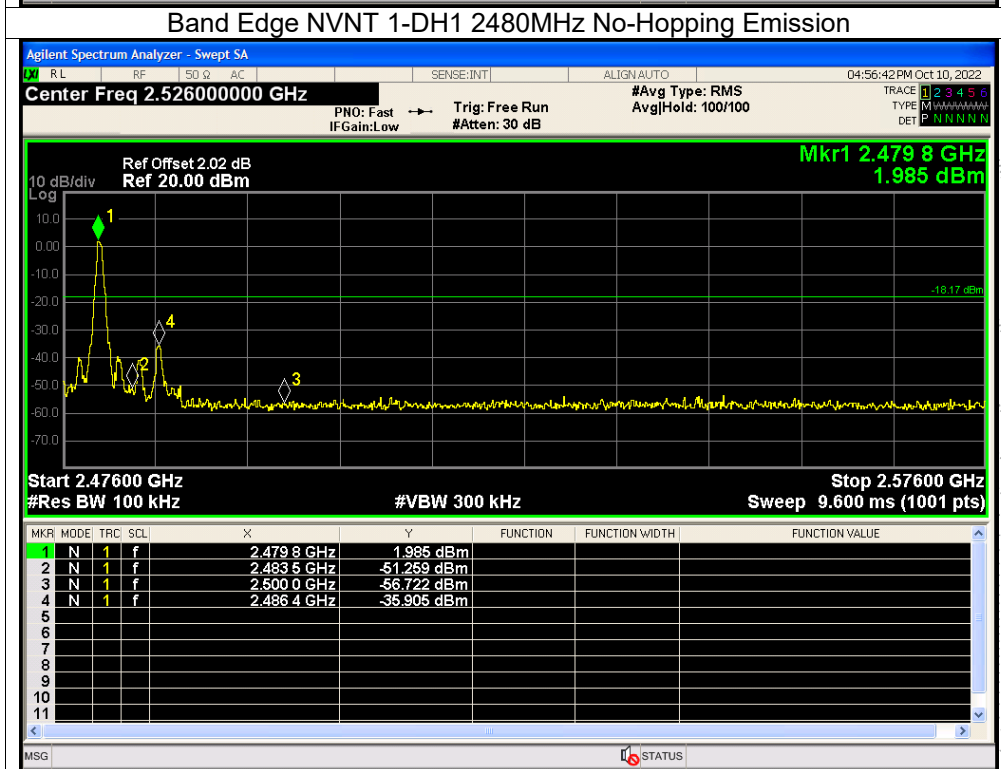 Band Edge NVNT 1-DH1 2480MHz No-Hopping Emission
Agilent Spectrum Analyzer - Swept SA
LXI RL RF 50 Ω AC SENSE:INT ALIGNAUTO 04:56:42 PM Oct 10, 2022
Center Freq 2.526000000 GHz #Avg Type: RMS TRACE 1 2 3 4 5 6
PNO: Fast Trig: Free Run Avg|Hold: 100/100 TYPE M WWWWW
IFGain:Low #Atten: 30 dB DET P N N N N N
Mkr1 2.479 8 GHz
Ref Offset 2.02 dB
10 dB/div Ref 20.00 dBm 1.985 dBm
Log
10.0
0.00
-10.0
-20.0
-30.0
-40.0
-50.0
-60.0
-70.0
1
-18.17 dBm
4
2
3
Start 2.47600 GHz Stop 2.57600 GHz
#Res BW 100 kHz #VBW 300 kHz Sweep 9.600 ms (1001 pts)
MKR MODE TRC SCL X Y FUNCTION FUNCTION WIDTH FUNCTION VALUE
1 N 1 f 2.479 8 GHz 1.985 dBm
2 N 1 f 2.483 5 GHz -51.259 dBm
3 N 1 f 2.500 0 GHz -56.722 dBm
4 N 1 f 2.486 4 GHz -35.905 dBm
5
6
7
8
9
10
11
MSG STATUS